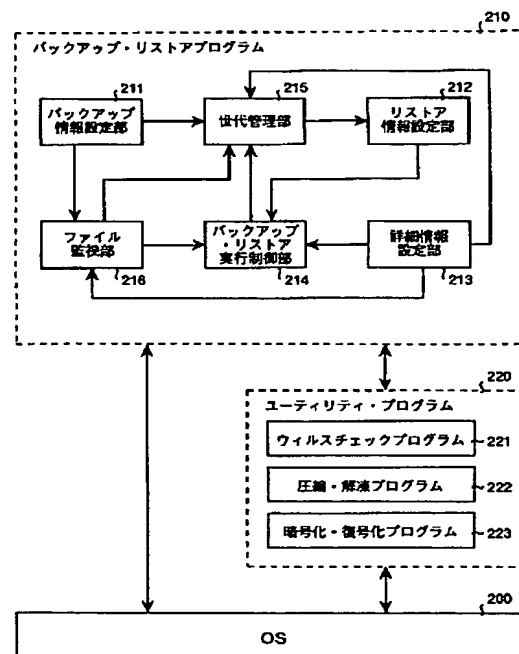 210
バックアップ・リストアプログラム
211
215
212
バックアップ
情報設定部
世代管理部
リストア
情報設定部
ファイル
監視部
バックアップ
・リストア
実行制御部
詳細情報
設定部
216
214
213
220
ユーティリティ・プログラム
ウィルスチェックプログラム
221
圧縮・解凍プログラム
222
暗号化・復号化プログラム
223
200
OS